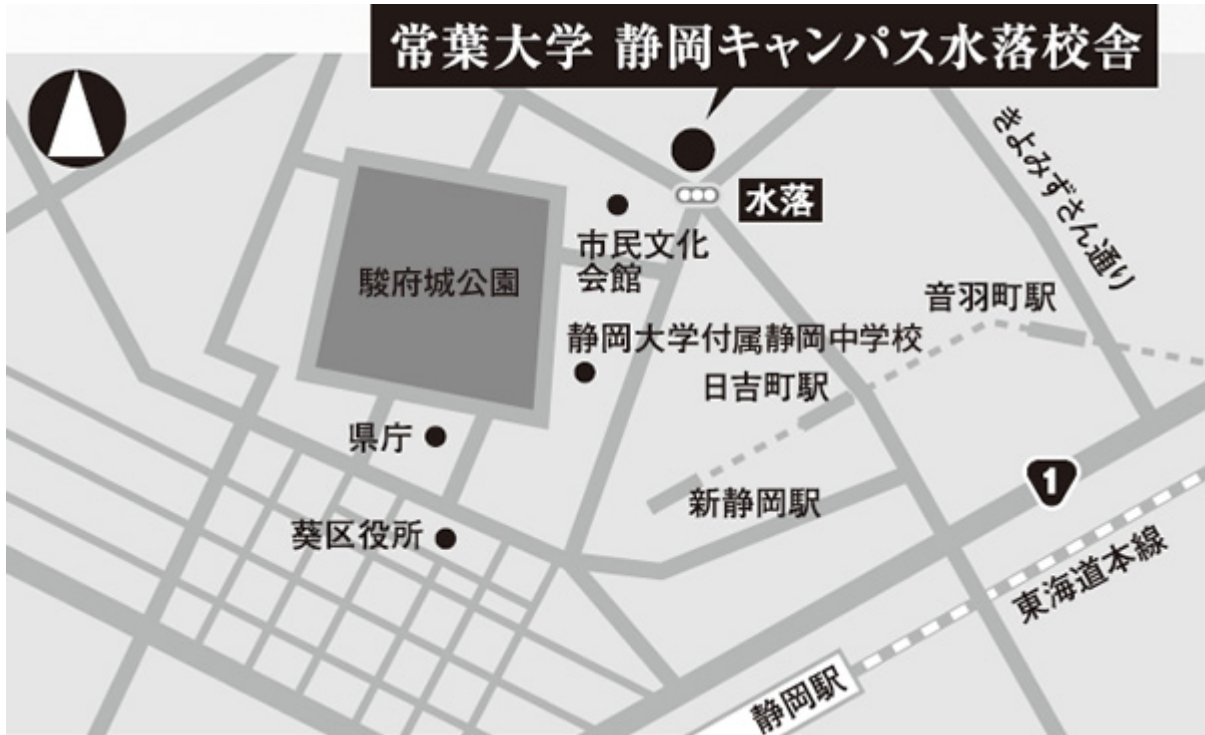 常葉大学 静岡キャンパス水落校舎
水落
きよみずさん通り
市民文化
会館
駿府城公園
音羽町駅
静岡大学付属静岡中学校
日吉町駅
県庁
新静岡駅
1
葵区役所
東海道本線
静岡駅